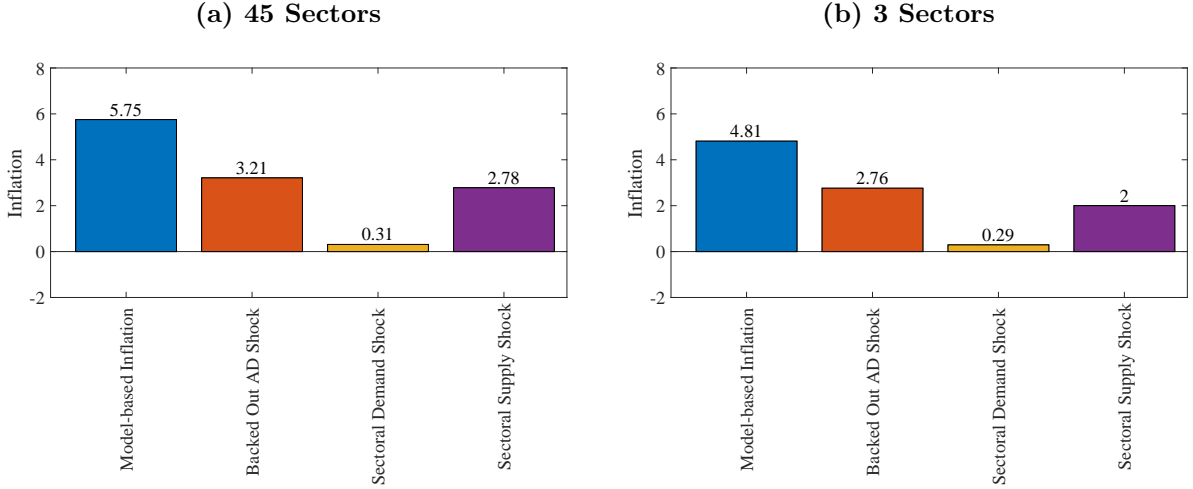 (a) 45 Sectors
8
6
4
2
0
-2
Inflation
5.75
3.21
0.31
2.78
Model-based Inflation
Backed Out AD Shock
Sectoral Demand Shock
Sectoral Supply Shock
(b) 3 Sectors
8
6
4
2
0
-2
Inflation
4.81
2.76
0.29
2
Model-based Inflation
Backed Out AD Shock
Sectoral Demand Shock
Sectoral Supply Shock